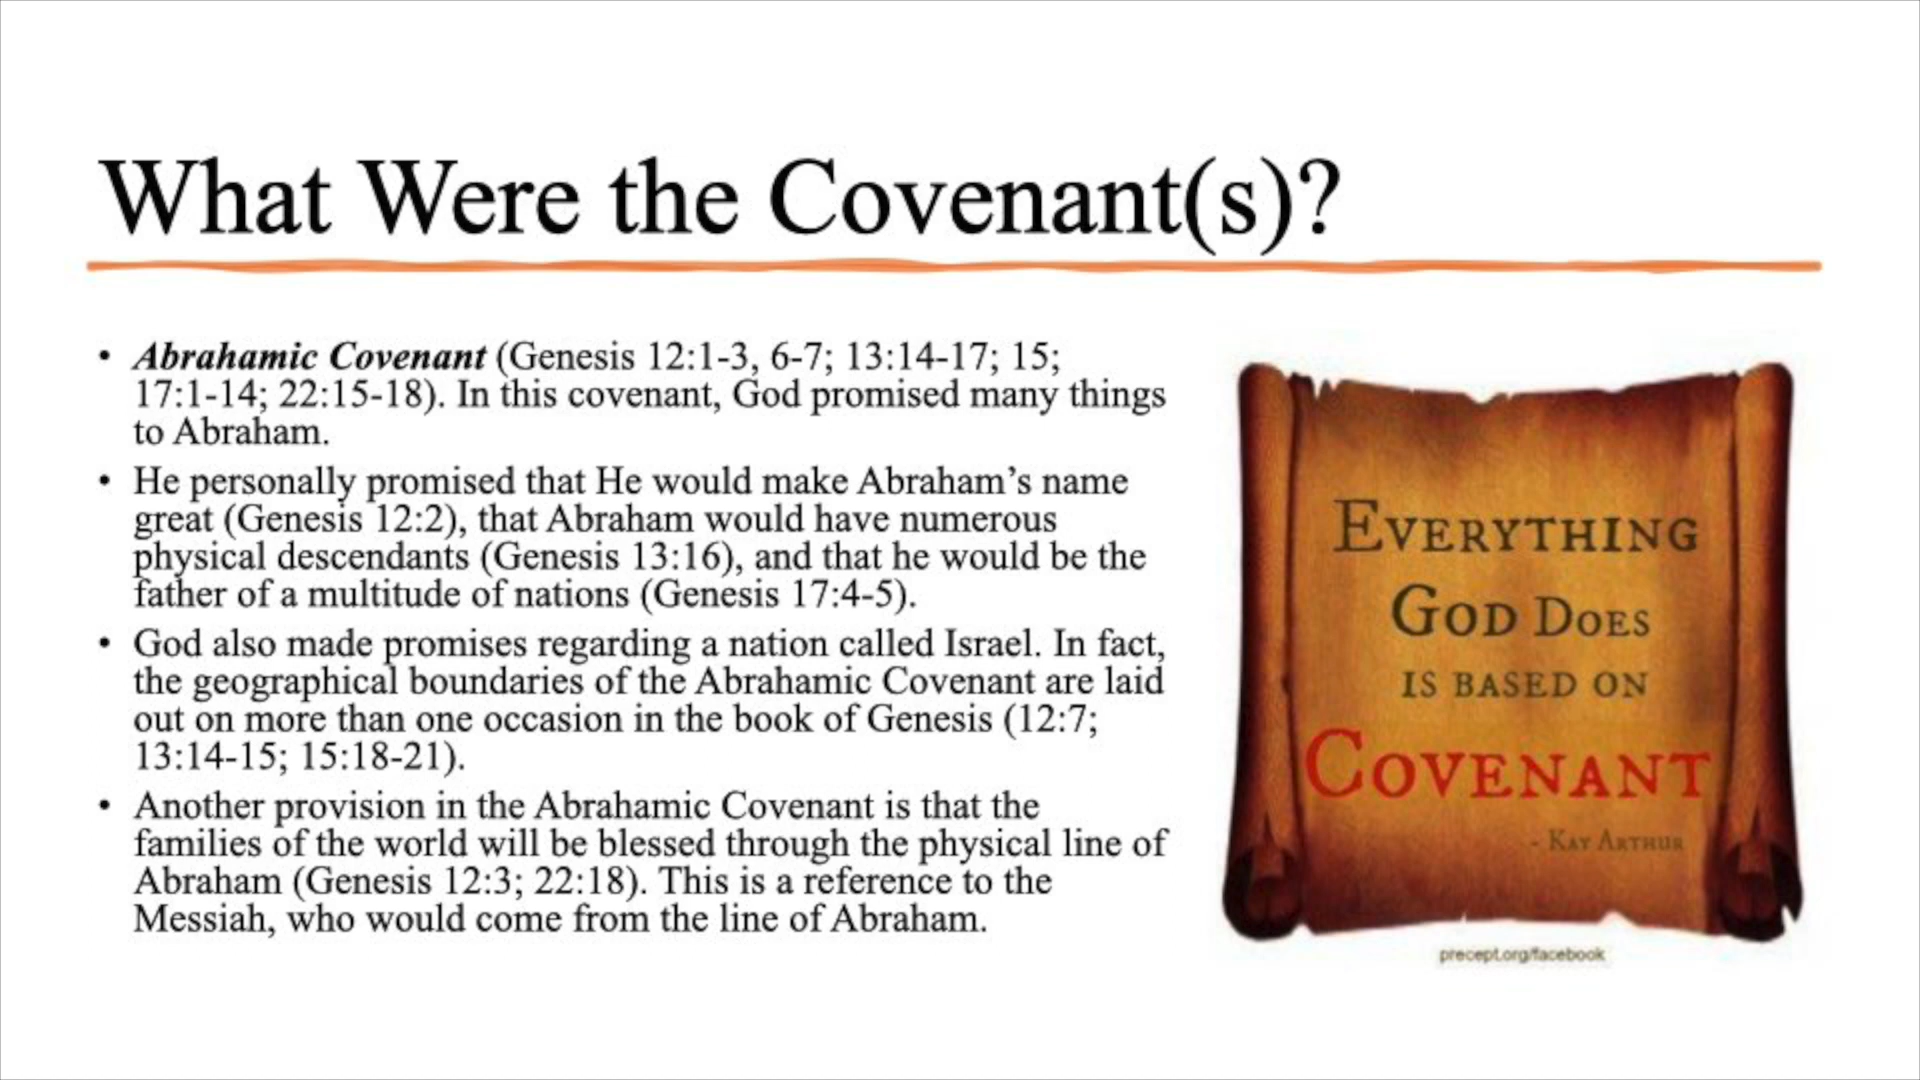 What Were the Covenant(s)?
• Abrahamic Covenant (Genesis 12:1-3, 6-7; 13:14-17; 15;
17:1-14; 22:15-18). In this covenant, God promised many things
to Abraham.
• He personally promised that He would make Abraham’s name
great (Genesis 12:2), that Abraham would have numerous
physical descendants (Genesis 13:16), and that he would be the
father of a multitude of nations (Genesis 17:4-5).
• God also made promises regarding a nation called Israel. In fact,
the geographical boundaries of the Abrahamic Covenant are laid
out on more than one occasion in the book of Genesis (12:7;
13:14-15; 15:18-21).
• Another provision in the Abrahamic Covenant is that the
families of the world will be blessed through the physical line of
Abraham (Genesis 12:3; 22:18). This is a reference to the
Messiah, who would come from the line of Abraham.
EVERYTHING
GOD DOES
IS BASED ON
COVENANT
- KAY ARTHUR
precept.org/facebook